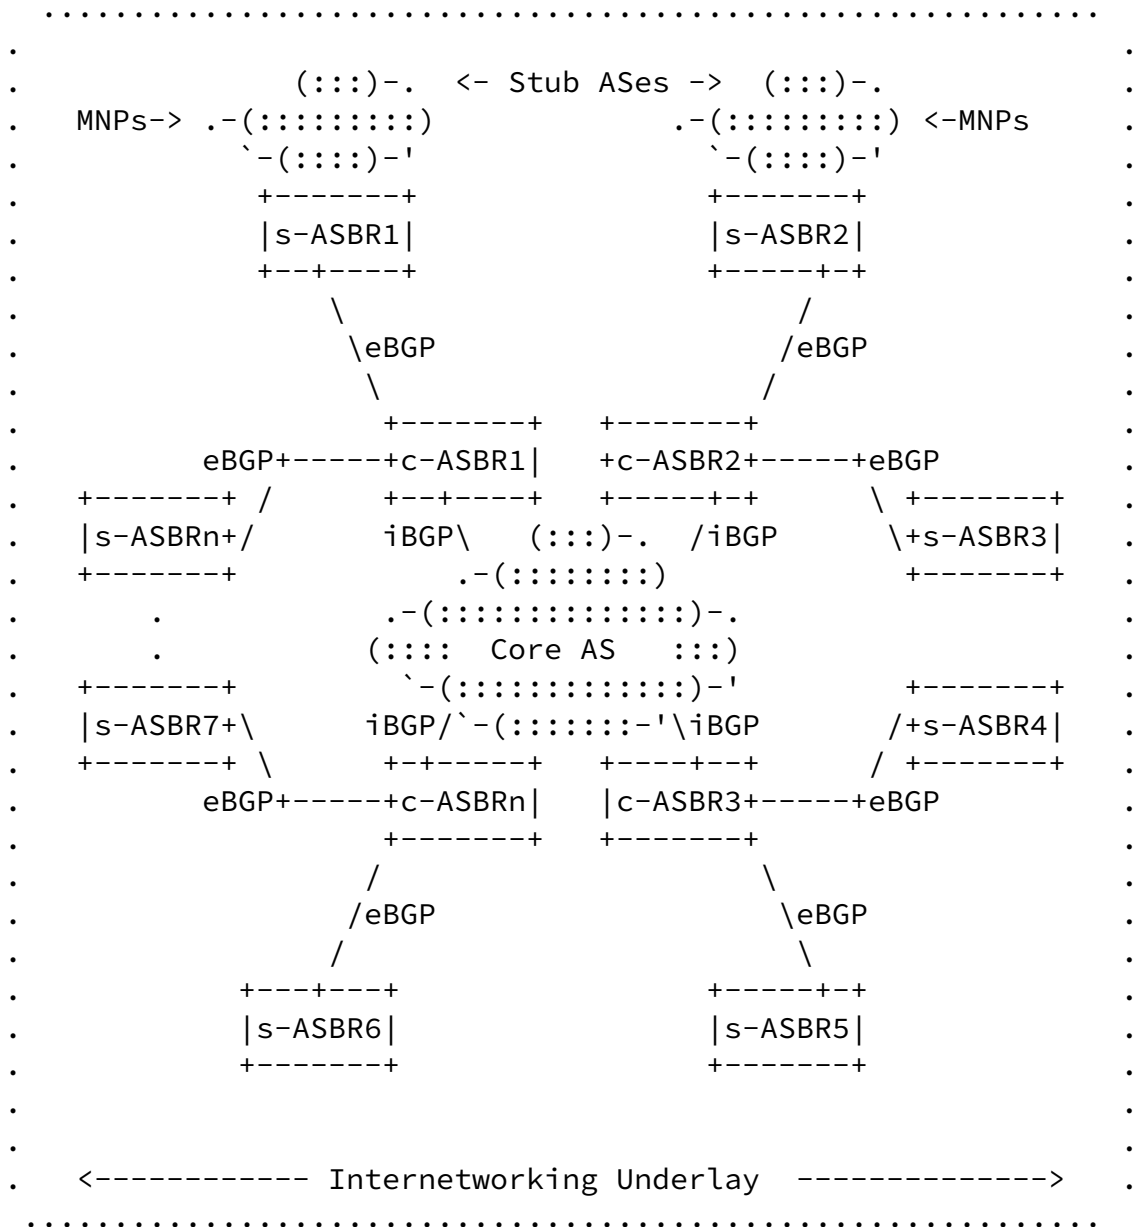 ............................................................
 .                                                              .
 .               (:::)-.  <- Stub ASes ->  (:::)-.              .
 .   MNPs-> .-(:::::::::)             .-(:::::::::) <-MNPs      .
 .             `-(::::)-'                `-(::::)-'             .
 .             +-------+                +-------+               .
 .             |s-ASBR1|                |s-ASBR2|               .
 .             +--+----+                +-----+-+               .
 .                 \                         /                  .
 .                  \eBGP                   /eBGP               .
 .                   \                     /                    .
 .                    +-------+   +-------+                     .
 .          eBGP+-----+c-ASBR1|   +c-ASBR2+-----+eBGP           .
 .   +-------+ /      +--+----+   +-----+-+      \ +-------+    .
 .   |s-ASBRn+/       iBGP\   (:::)-.  /iBGP      \+s-ASBR3|    .
 .   +-------+            .-(::::::::)             +-------+    .
 .       .            .-(::::::::::::::)-.                      .
 .       .           (::::  Core AS   :::)                      .
 .   +-------+         `-(:::::::::::::)-'         +-------+    .
 .   |s-ASBR7+\      iBGP/`-(:::::::-'\iBGP       /+s-ASBR4|    .
 .   +-------+ \      +-+-----+   +----+--+      / +-------+    .
 .          eBGP+-----+c-ASBRn|   |c-ASBR3+-----+eBGP           .
 .                    +-------+   +-------+                     .
 .                   /                     \                    .
 .                  /eBGP                   \eBGP               .
 .                 /                         \                  .
 .            +---+---+                 +-----+-+               .
 .            |s-ASBR6|                 |s-ASBR5|               .
 .            +-------+                 +-------+               .
 .                                                              .
 .                                                              .
 .   <------------ Internetworking Underlay  -------------->    .
  .............................................................